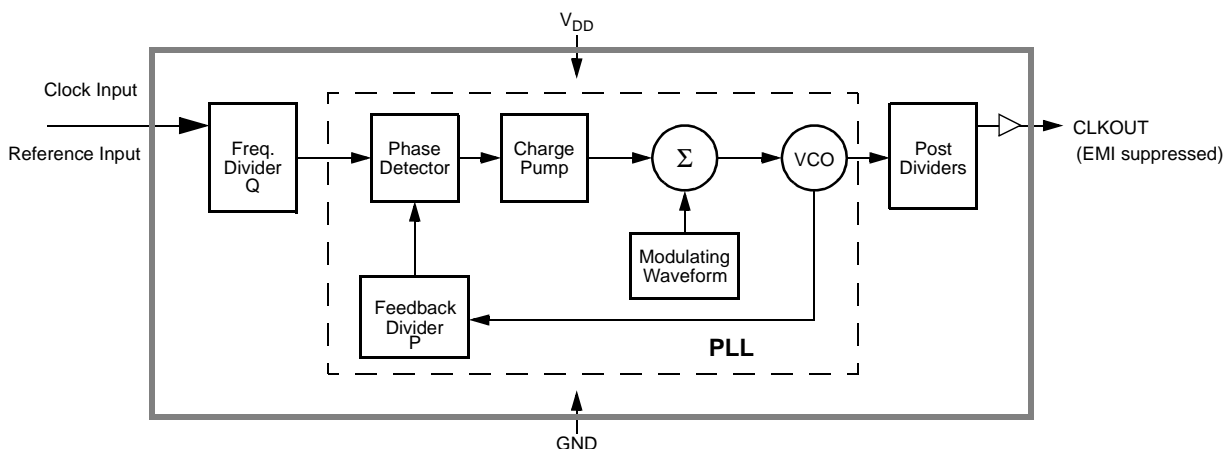 VDD
Clock Input
Reference Input
Freq.
Divider
Q
Phase
Detector
Charge
Pump
Σ
VCO
Post
Dividers
CLKOUT
(EMI suppressed)
Modulating
Waveform
Feedback
Divider
P
PLL
GND